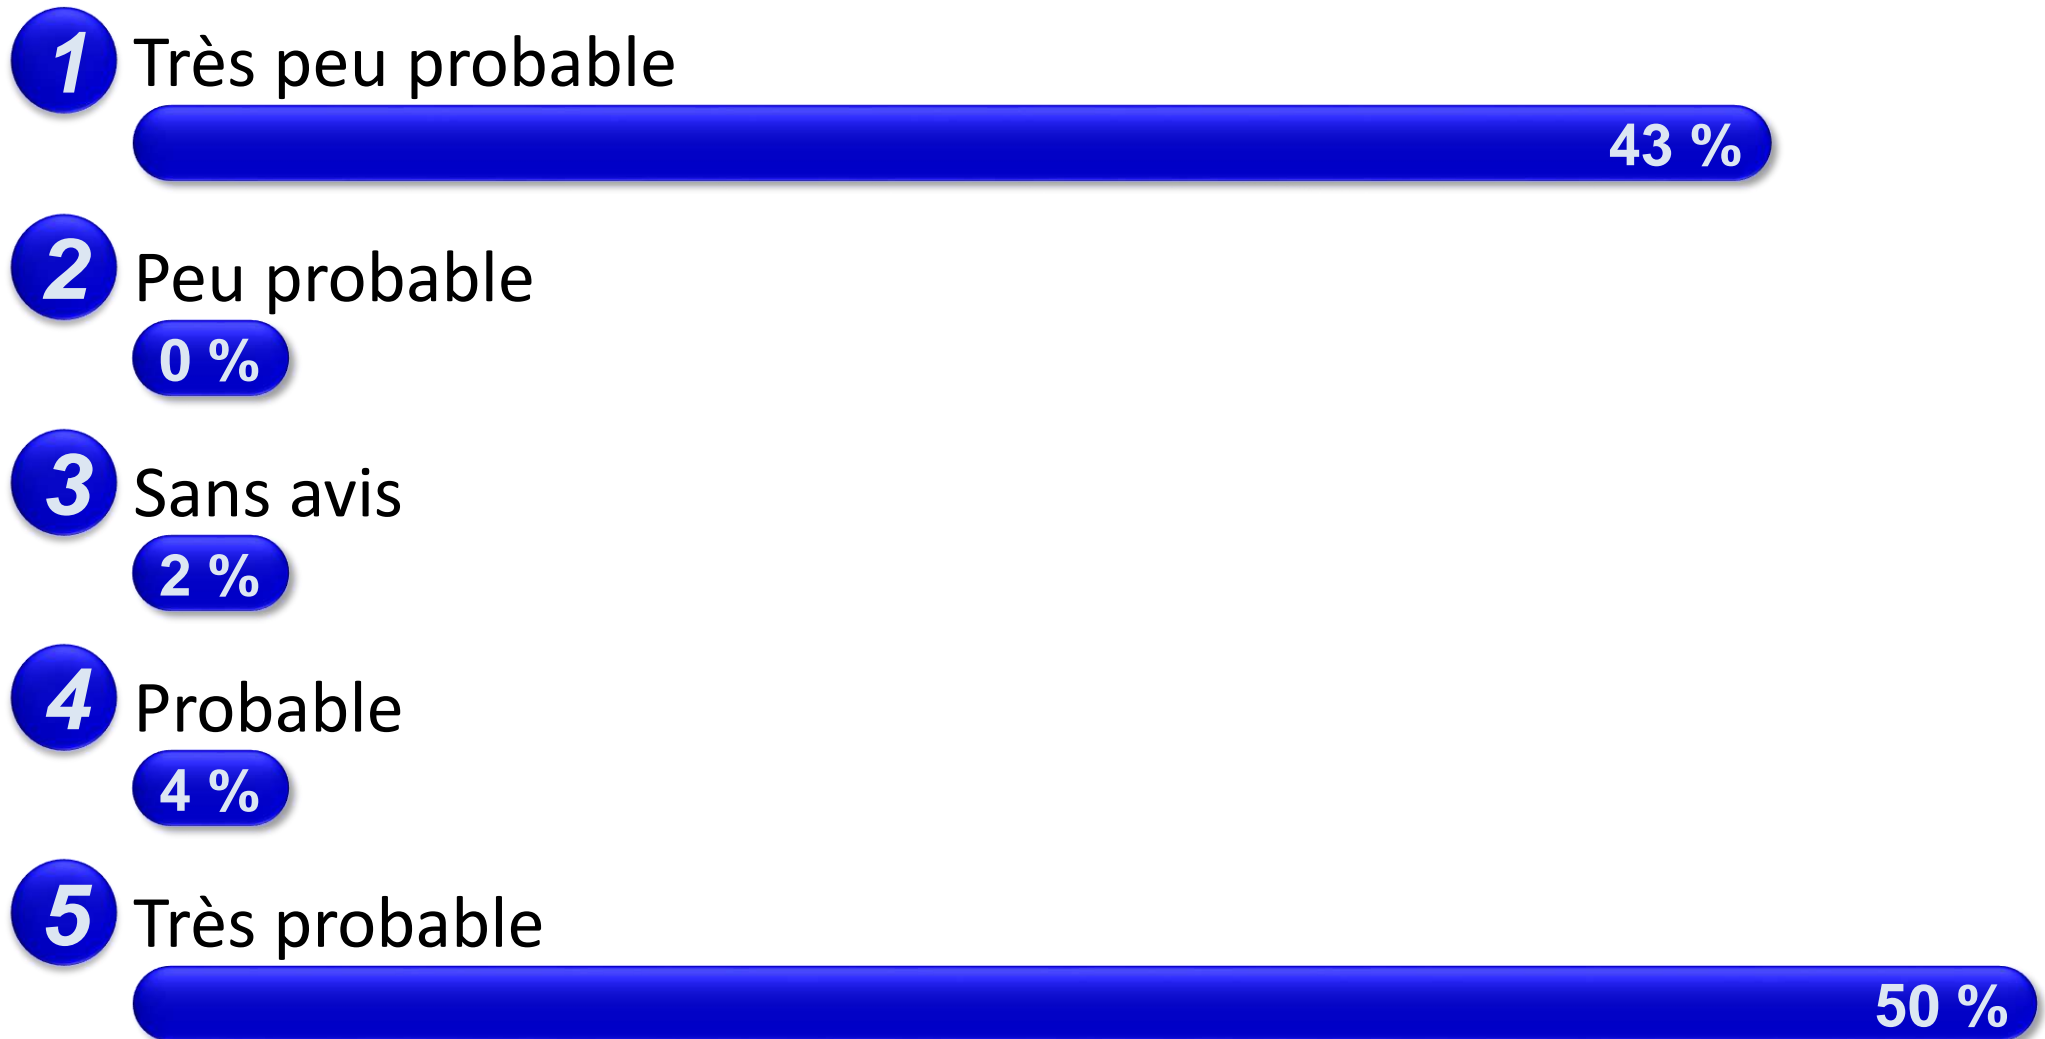 1 Très peu probable
43 %
2 Peu probable
0 %
3 Sans avis
2 %
4 Probable
4 %
5 Très probable
50 %